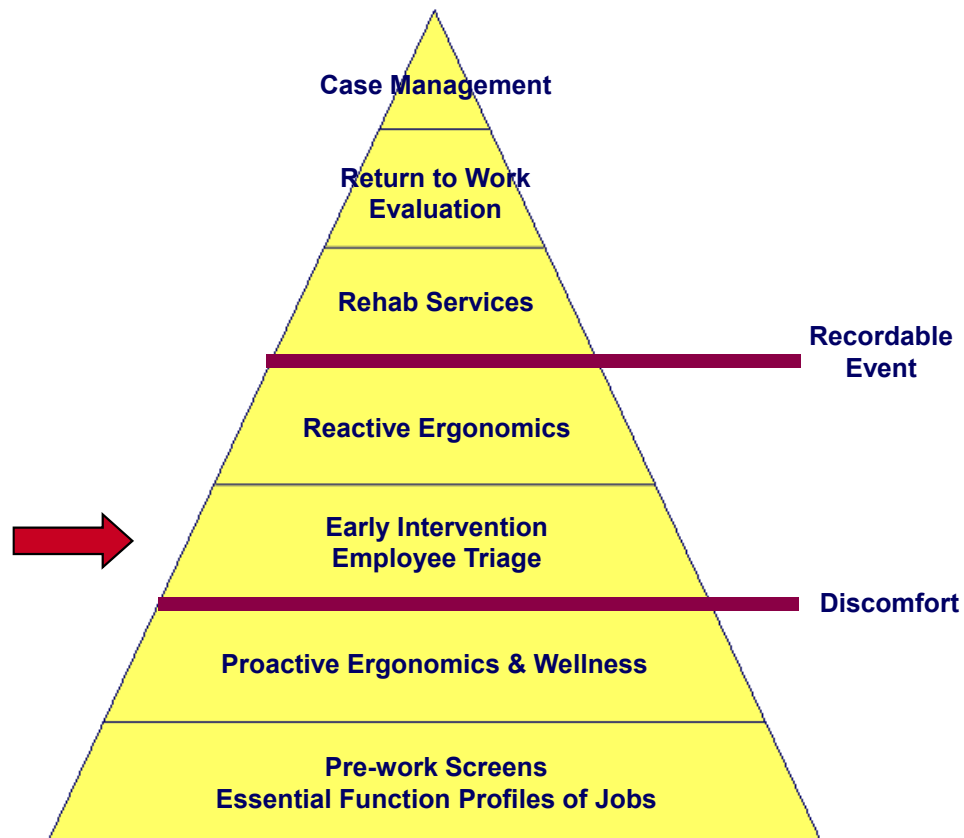 Case Management
Return to Work
Evaluation
Rehab Services
Recordable
Event
Reactive Ergonomics
Early Intervention
Employee Triage
Discomfort
Proactive Ergonomics & Wellness
Pre-work Screens
Essential Function Profiles of Jobs